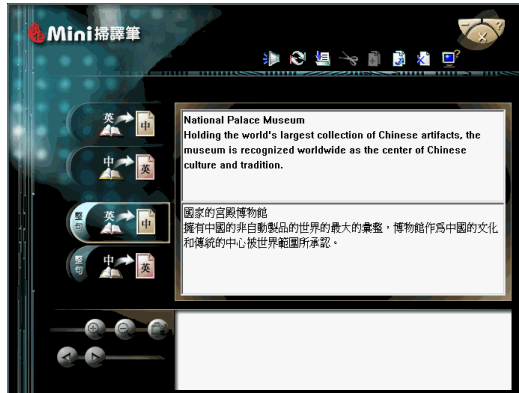 Mini掃譯筆
英 中
中 英
整句 英 中
整句 中 英
National Palace Museum
Holding the world's largest collection of Chinese artifacts, the
museum is recognized worldwide as the center of Chinese
culture and tradition.
國家的宮殿博物館
擁有中國的非自動製品的世界的最大的彙整，博物館作爲中國的文化
和傳統的中心被世界範圍所承認。